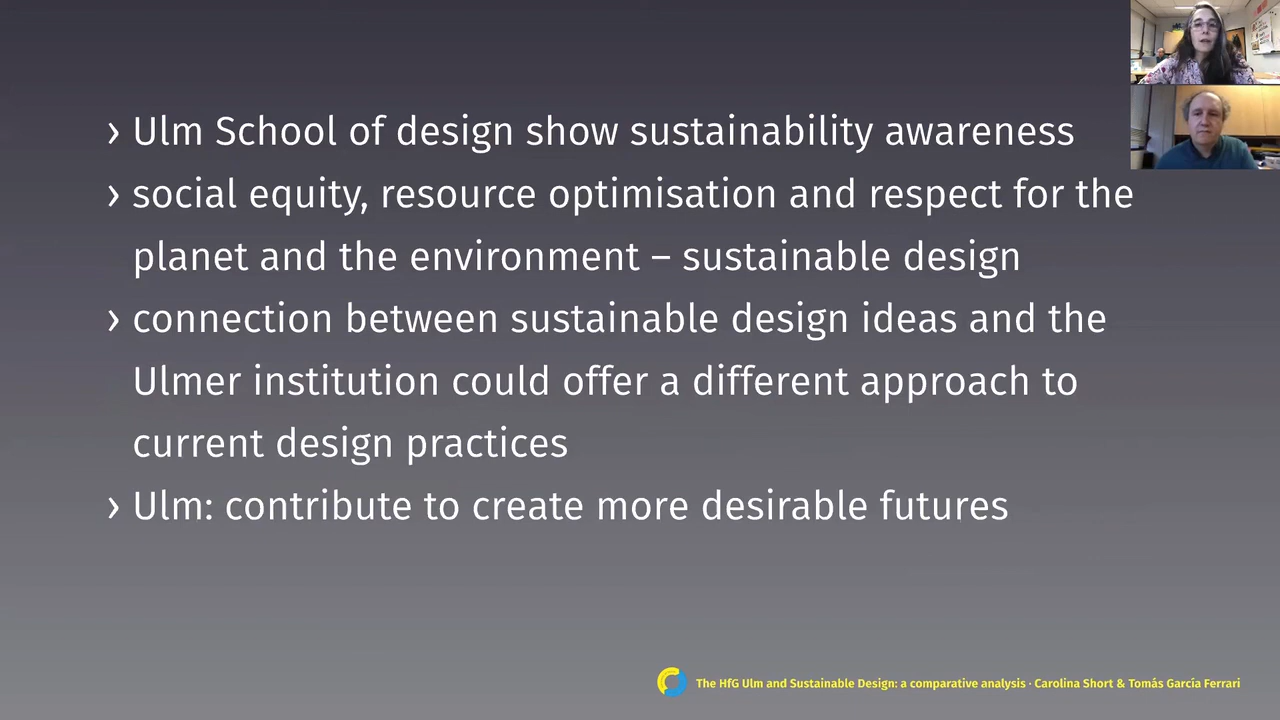 › Ulm School of design show sustainability awareness
› social equity, resource optimisation and respect for the
planet and the environment – sustainable design
› connection between sustainable design ideas and the
Ulmer institution could offer a different approach to
current design practices
› Ulm: contribute to create more desirable futures
The HfG Ulm and Sustainable Design: a comparative analysis · Carolina Short & Tomás García Ferrari